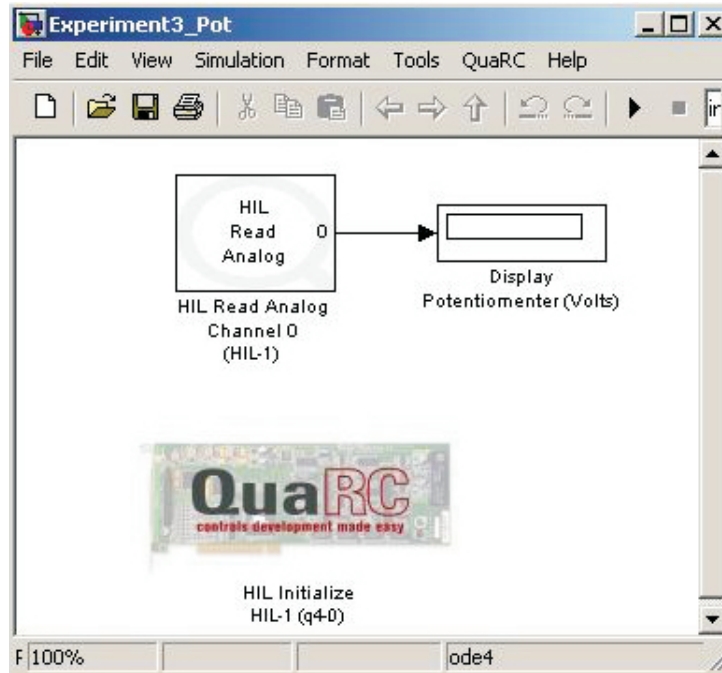 Experiment3_Pot
File Edit View Simulation Format Tools QuaRC Help
HIL
Read
Analog
0
HIL Read Analog
Channel 0
(HIL-1)
Display
Potentiomenter (Volts)
QuaRC
controls development made easy
HIL Initialize
HIL-1 (q4-0)
100%
ode4